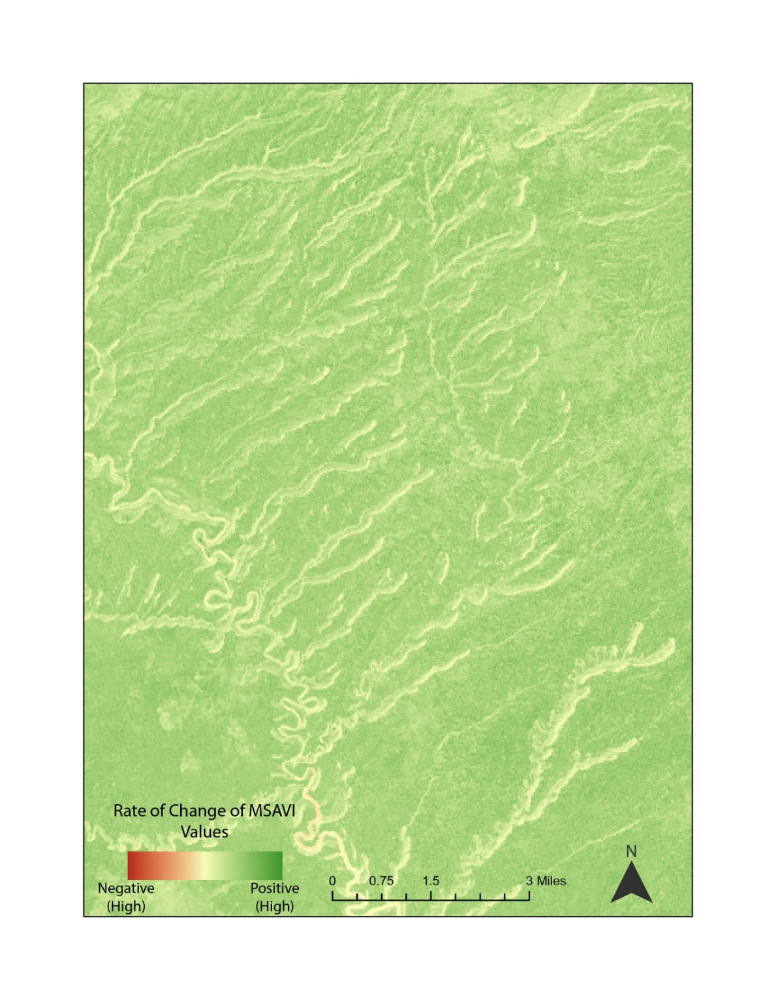 Rate of Change of MSAVI
Values
Negative
(High)
Positive
(High)
0 0.75 1.5 3 Miles
N